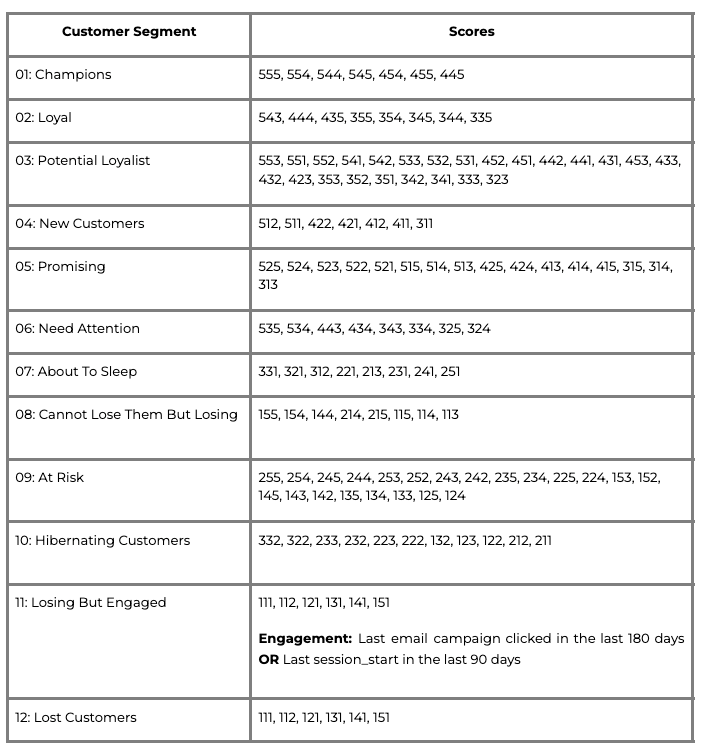 Customer Segment
Scores
01: Champions
555, 554, 544, 545, 454, 455, 445
02: Loyal
543, 444, 435, 355, 354, 345, 344, 335
03: Potential Loyalist
553, 551, 552, 541, 542, 533, 532, 531, 452, 451, 442, 441, 431, 453, 433,
432, 423, 353, 352, 351, 342, 341, 333, 323
04: New Customers
512, 511, 422, 421, 412, 411, 311
05: Promising
525, 524, 523, 522, 521, 515, 514, 513, 425, 424, 413, 414, 415, 315, 314,
313
06: Need Attention
535, 534, 443, 434, 343, 334, 325, 324
07: About To Sleep
331, 321, 312, 221, 213, 231, 241, 251
08: Cannot Lose Them But Losing
155, 154, 144, 214, 215, 115, 114, 113
09: At Risk
255, 254, 245, 244, 253, 252, 243, 242, 235, 234, 225, 224, 153, 152,
145, 143, 142, 135, 134, 133, 125, 124
10: Hibernating Customers
332, 322, 233, 232, 223, 222, 132, 123, 122, 212, 211
11: Losing But Engaged
111, 112, 121, 131, 141, 151
Engagement: Last email campaign clicked in the last 180 days
OR Last session_start in the last 90 days
12: Lost Customers
111, 112, 121, 131, 141, 151